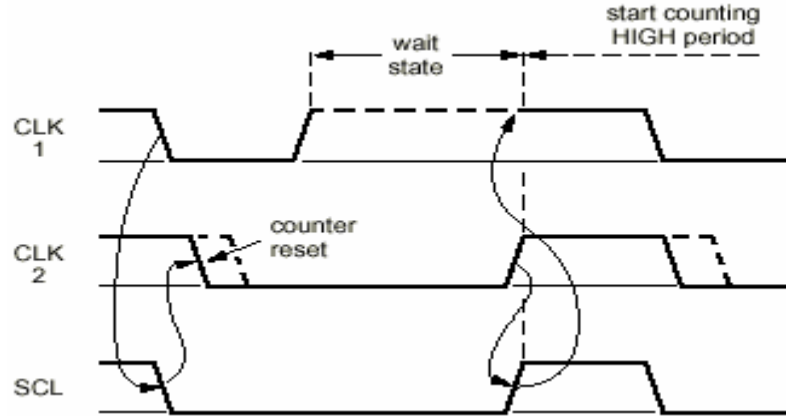 start counting
HIGH period
wait
state
CLK
1
counter
reset
CLK
2
SCL